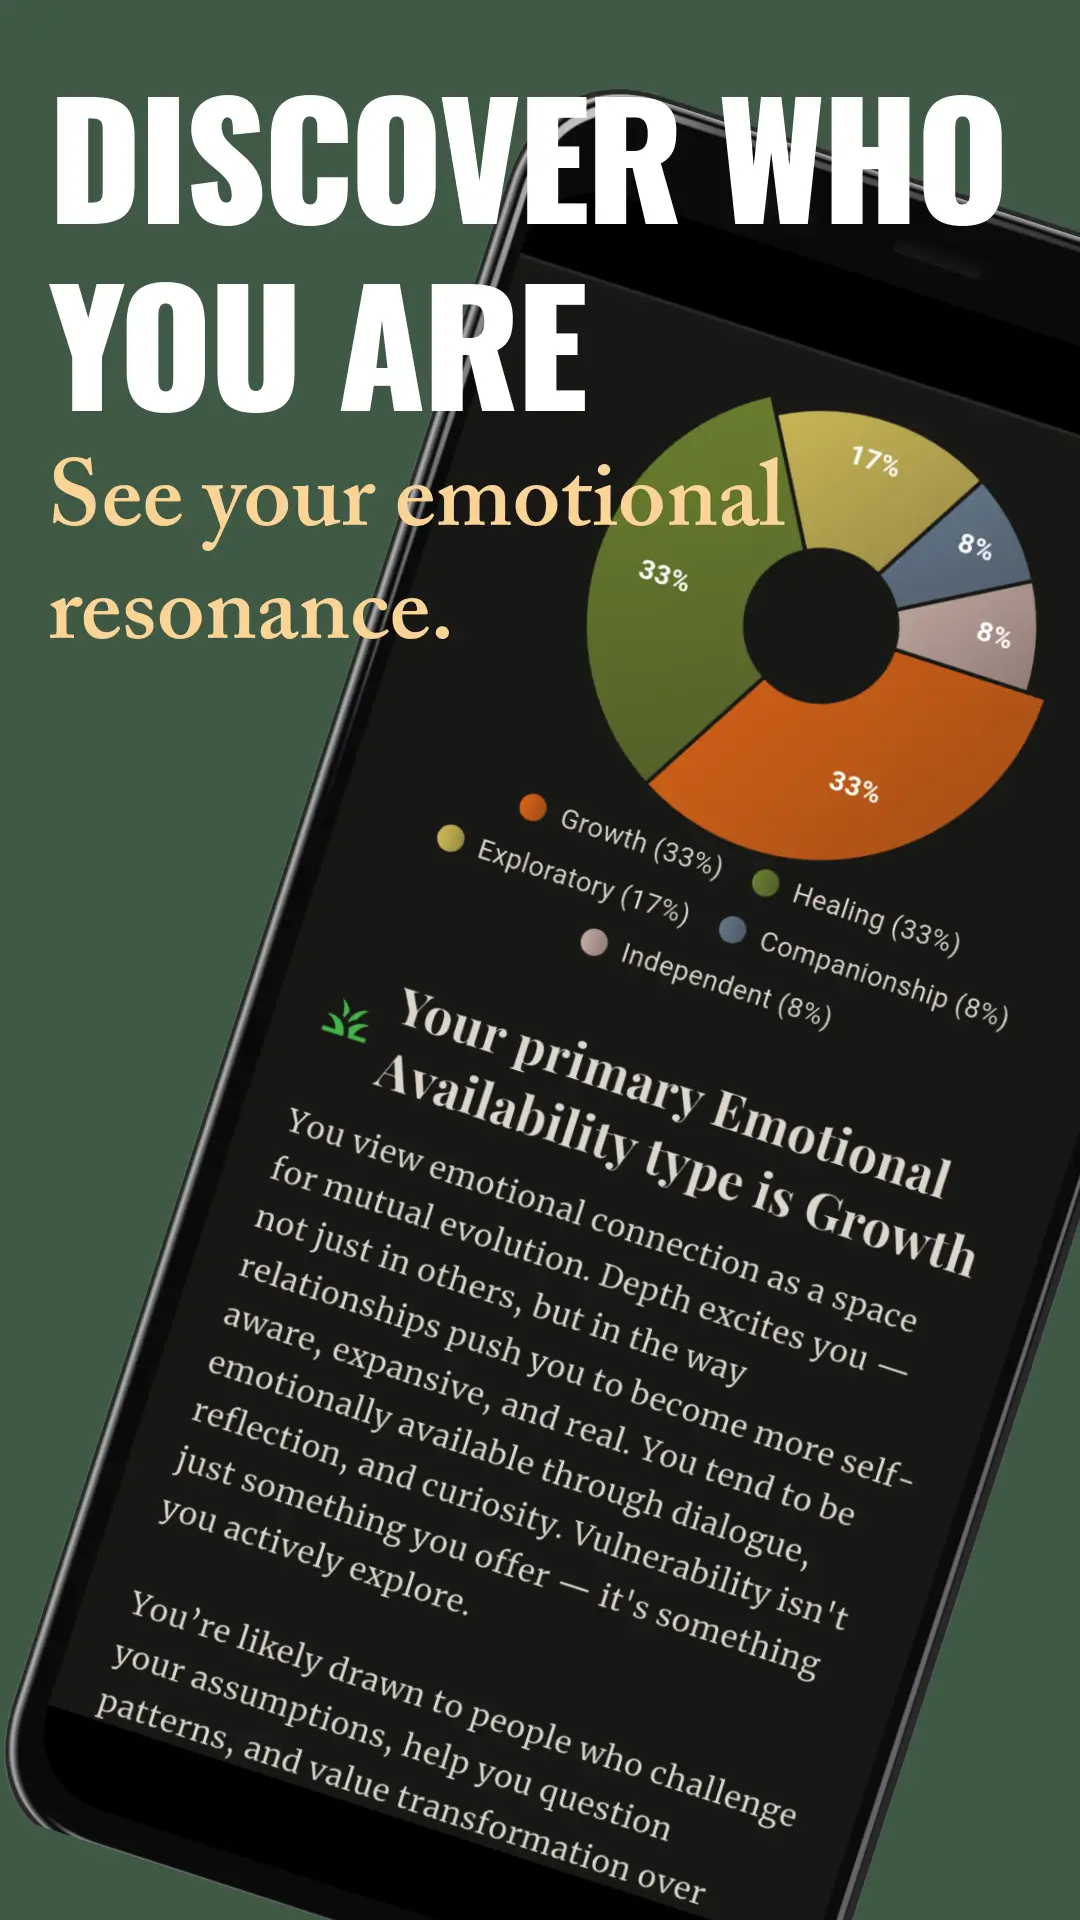 DISCOVER WHO
YOU ARE
See your emotional
resonance.
17%
8%
8%
33%
33%
Growth (33%)
Healing (33%)
Exploratory (17%)
Companionship (8%)
Independent (8%)
Your primary Emotional
Availability type is Growth
You view emotional connection as a space
for mutual evolution. Depth excites you —
not just in others, but in the way
relationships push you to become more self-
aware, expansive, and real. You tend to be
emotionally available through dialogue,
reflection, and curiosity. Vulnerability isn't
just something you offer — it's something
you actively explore.
You’re likely drawn to people who challenge
your assumptions, help you question
patterns, and value transformation over